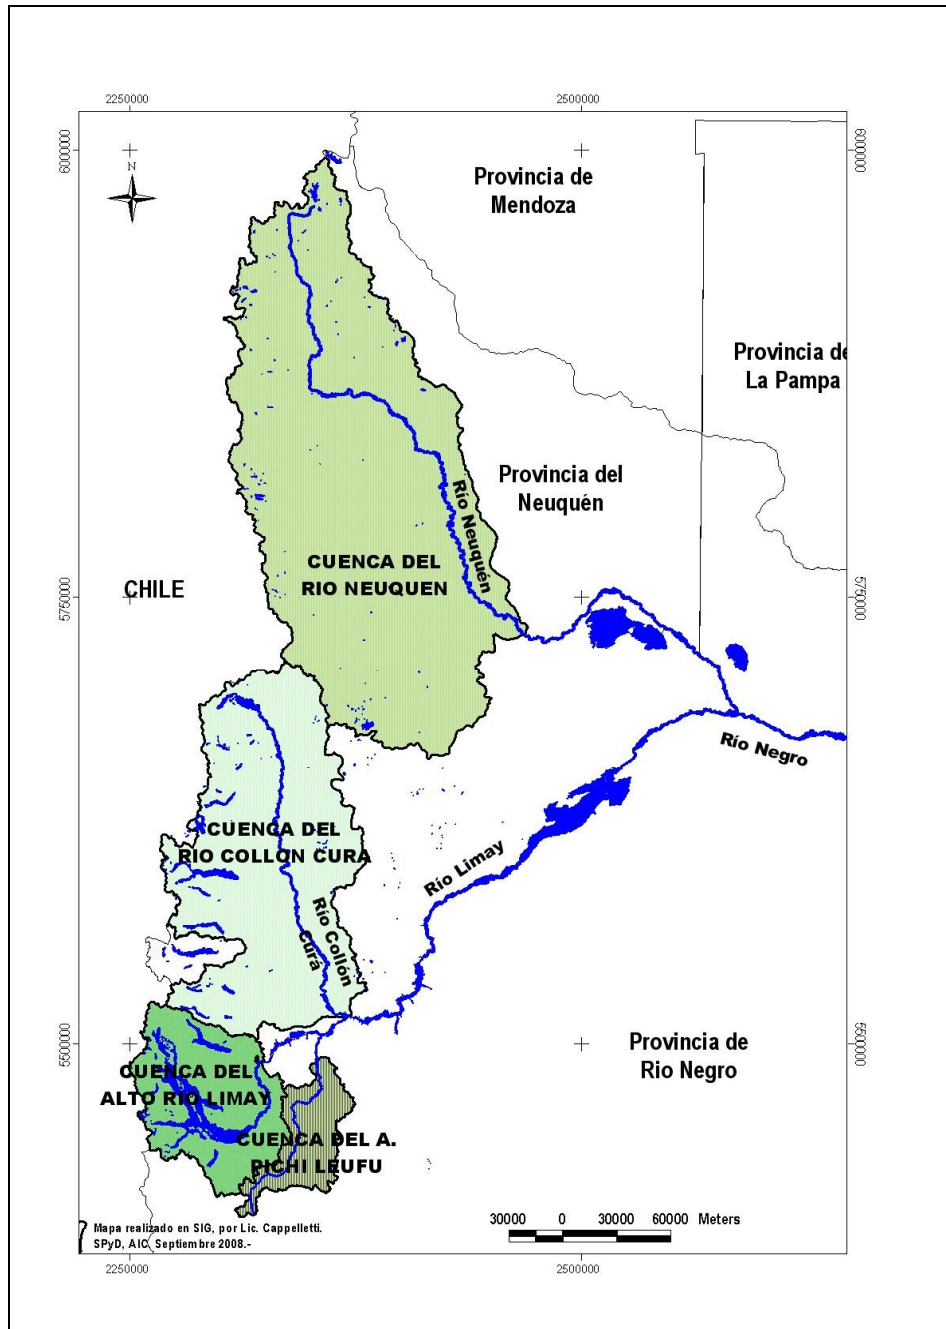 2250000
2500000
6000000
6000000
N
Provincia de
Mendoza
Provincia de
La Pampa
Provincia del
Neuquén
Río Neuquén
CUENCA DEL
RIO NEUQUEN
CHILE
5750000
5750000
Río Negro
CUENCA DEL
RIO COLLON CURA
Río Limay
Río Collón
Curá
5500000
5500000
Provincia de
Rio Negro
CUENCA DEL
ALTO RIO LIMAY
CUENCA DEL A.
PICHI LEUFU
30000 0 30000 60000 Meters
Mapa realizado en SIG, por Lic. Cappelletti.
SPyD, AIC. Septiembre 2008.-
2250000
2500000